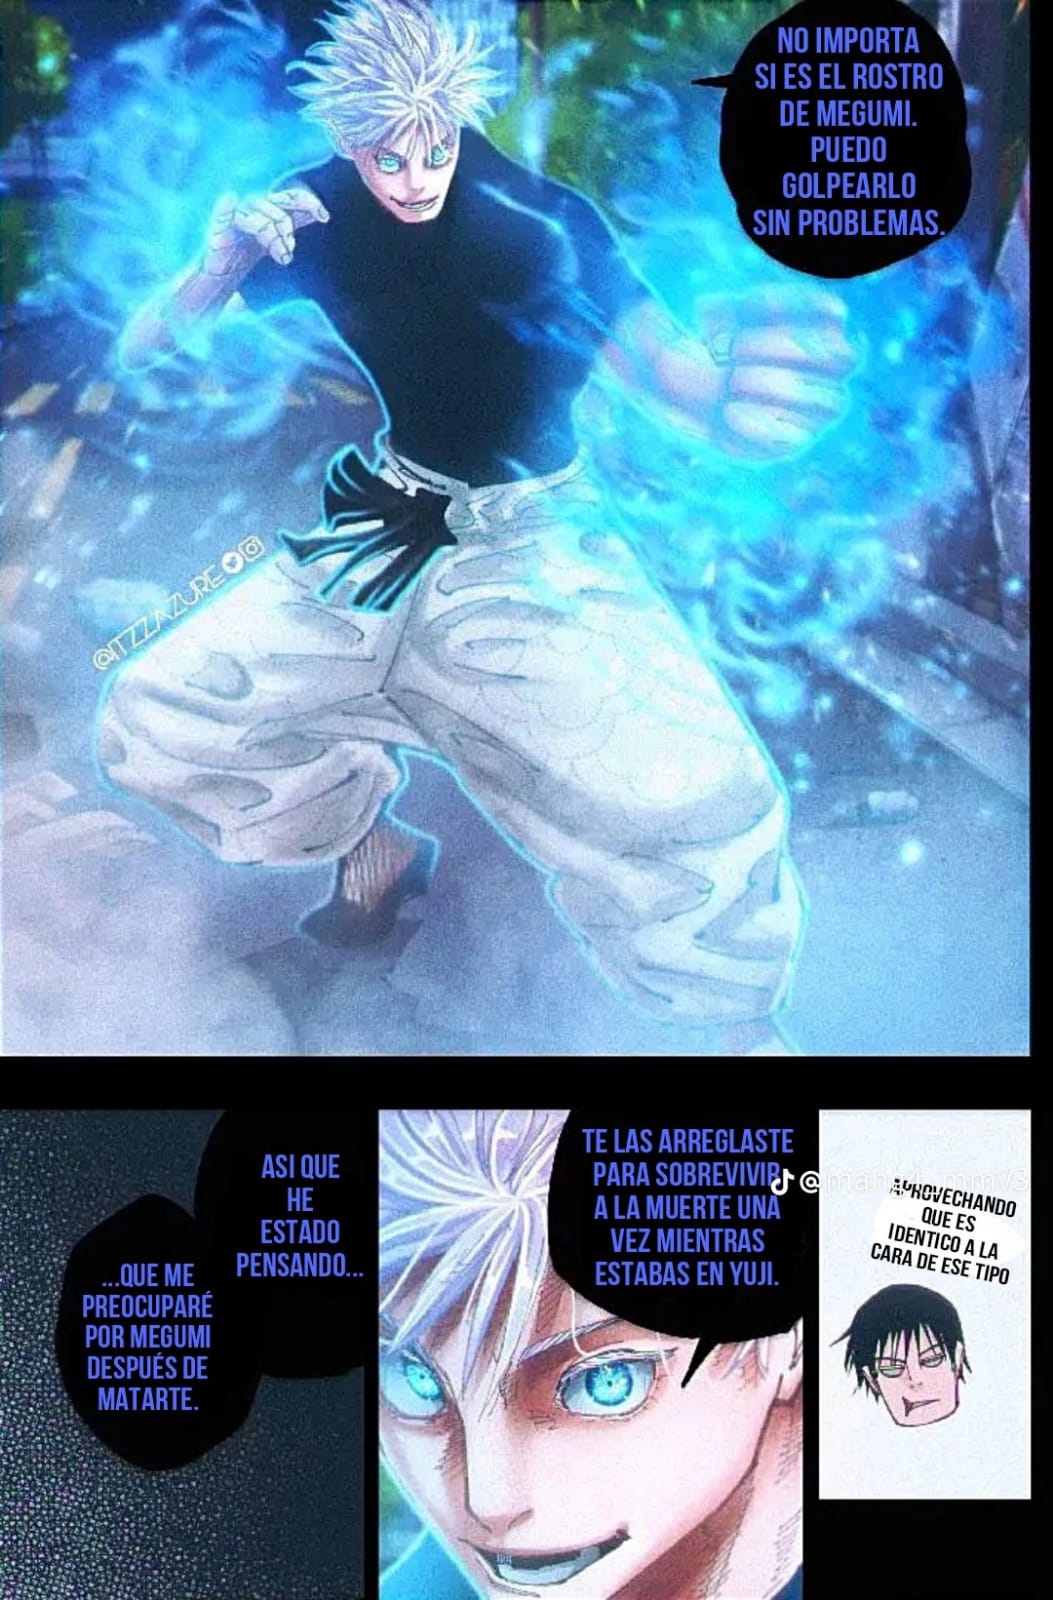 NO IMPORTA
SI ES EL ROSTRO
DE MEGUMI.
PUEDO
GOLPEARLO
SIN PROBLEMAS.
@ITZZAZURE
APROVECHANDO
QUE ES
IDENTICO A LA
CARA DE ESE TIPO
TE LAS ARREGLASTE
PARA SOBREVIVIR
A LA MUERTE UNA
VEZ MIENTRAS
ESTABAS EN YUJI.
ASI QUE
HE
ESTADO
PENSANDO...
...QUE ME
PREOCUPARÉ
POR MEGUMI
DESPUÉS DE
MATARTE.